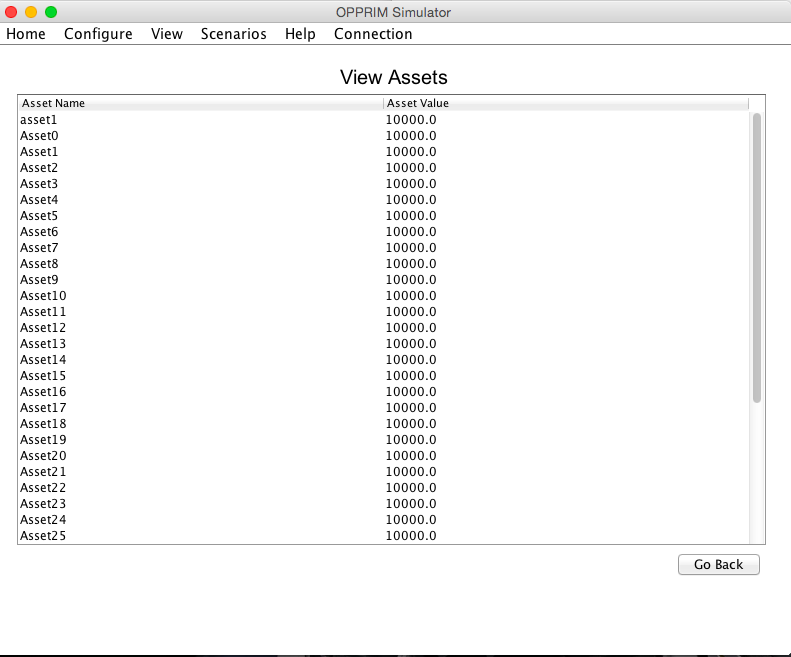 OPPRIM Simulator
Home Configure View Scenarios Help Connection
View Assets
Asset Name Asset Value
asset1 10000.0
Asset0 10000.0
Asset1 10000.0
Asset2 10000.0
Asset3 10000.0
Asset4 10000.0
Asset5 10000.0
Asset6 10000.0
Asset7 10000.0
Asset8 10000.0
Asset9 10000.0
Asset10 10000.0
Asset11 10000.0
Asset12 10000.0
Asset13 10000.0
Asset14 10000.0
Asset15 10000.0
Asset16 10000.0
Asset17 10000.0
Asset18 10000.0
Asset19 10000.0
Asset20 10000.0
Asset21 10000.0
Asset22 10000.0
Asset23 10000.0
Asset24 10000.0
Asset25 10000.0
Go Back